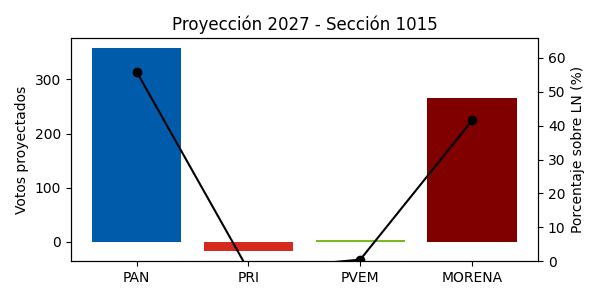 Proyección 2027 - Sección 1015
Votos proyectados
300
200
100
0
60
50
40
30
20
10
0
Porcentaje sobre LN (%)
PAN PRI PVEM MORENA